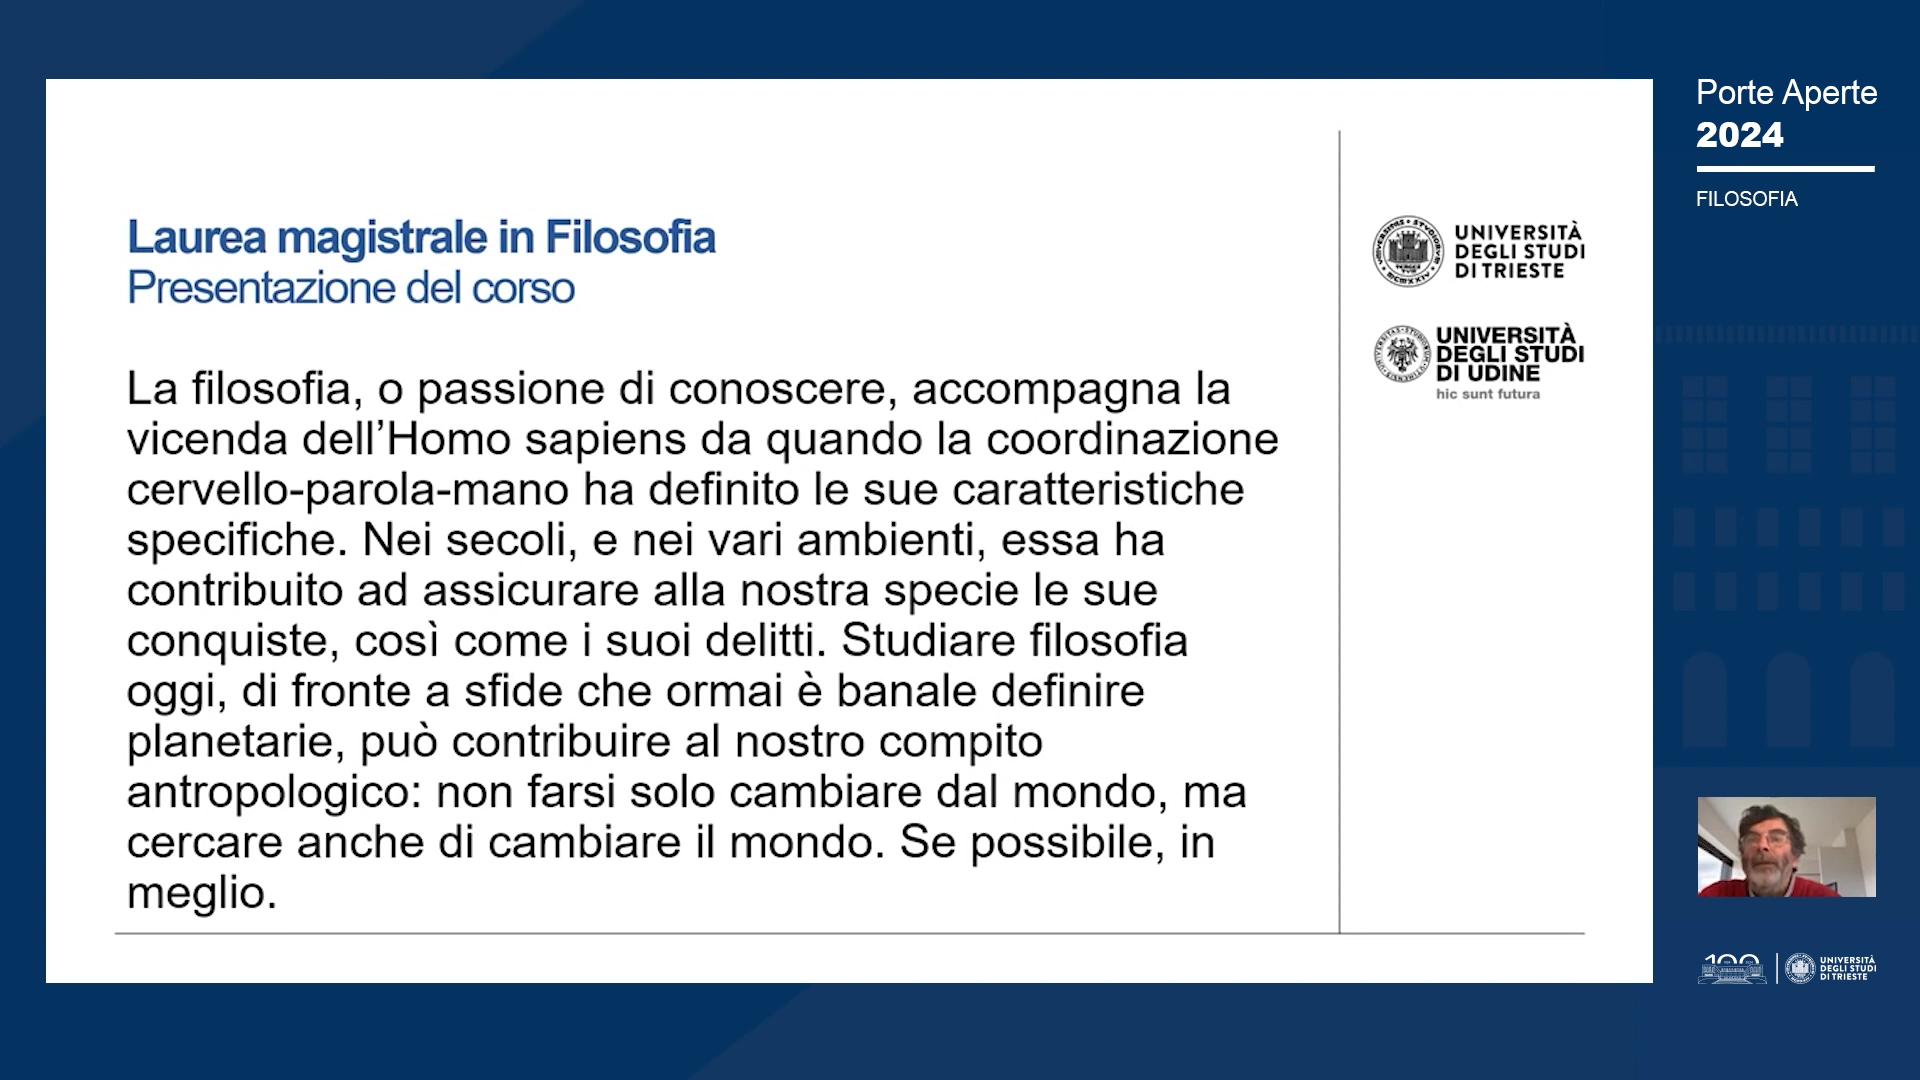 Laurea magistrale in Filosofia
Presentazione del corso
La filosofia, o passione di conoscere, accompagna la
vicenda dell’Homo sapiens da quando la coordinazione
cervello-parola-mano ha definito le sue caratteristiche
specifiche. Nei secoli, e nei vari ambienti, essa ha
contribuito ad assicurare alla nostra specie le sue
conquiste, così come i suoi delitti. Studiare filosofia
oggi, di fronte a sfide che ormai è banale definire
planetarie, può contribuire al nostro compito
antropologico: non farsi solo cambiare dal mondo, ma
cercare anche di cambiare il mondo. Se possibile, in
meglio.
UNIVERSITÀ
DEGLI STUDI
DI TRIESTE
UNIVERSITÀ
DEGLI STUDI
DI UDINE
hic sunt futura
Porte Aperte
2024
FILOSOFIA
100
UNIVERSITÀ
DEGLI STUDI
DI TRIESTE